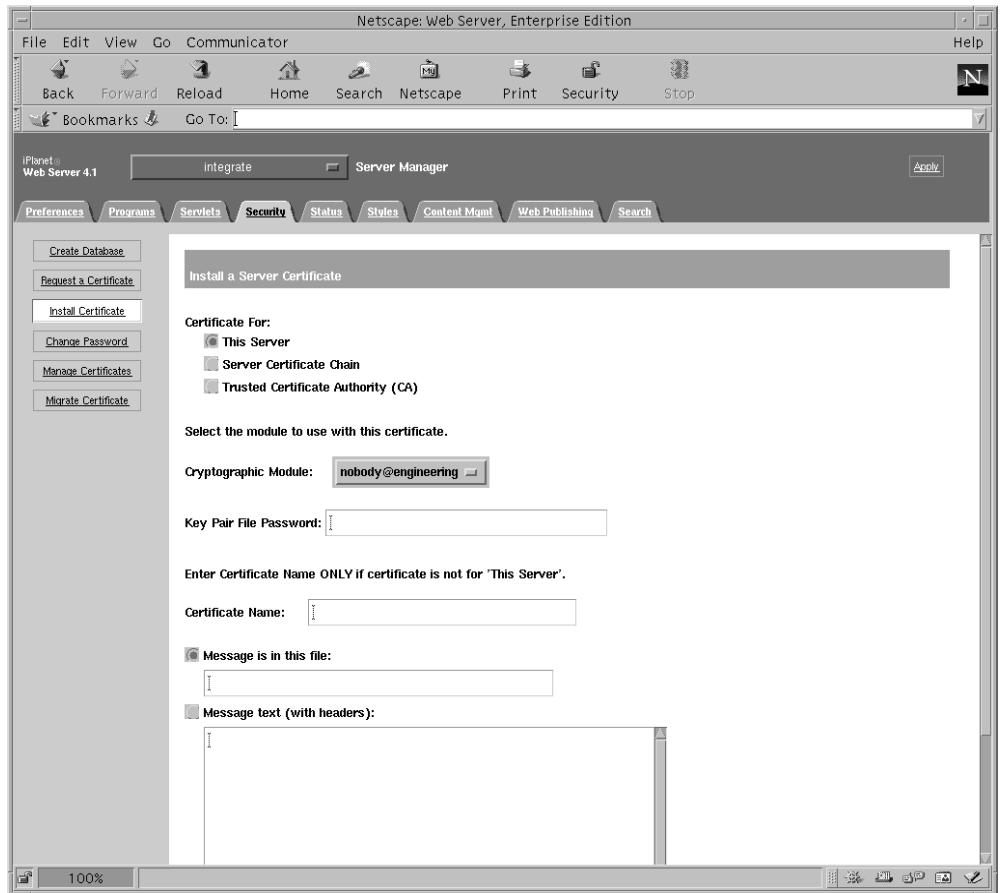 Netscape: Web Server, Enterprise Edition
File Edit View Go Communicator Help
Back Forward Reload Home Search Netscape Print Security Stop
My
N
Bookmarks Go To:
iPlanet
Web Server 4.1
integrate
Server Manager
Apply
Preferences Programs Servlets Security Status Styles Content Mgmt Web Publishing Search
Create Database
Request a Certificate
Install Certificate
Change Password
Manage Certificates
Migrate Certificate
Install a Server Certificate
Certificate For:
This Server
Server Certificate Chain
Trusted Certificate Authority (CA)
Select the module to use with this certificate.
Cryptographic Module: nobody@engineering
Key Pair File Password:
Enter Certificate Name ONLY if certificate is not for 'This Server'.
Certificate Name:
Message is in this file:
Message text (with headers):
100%